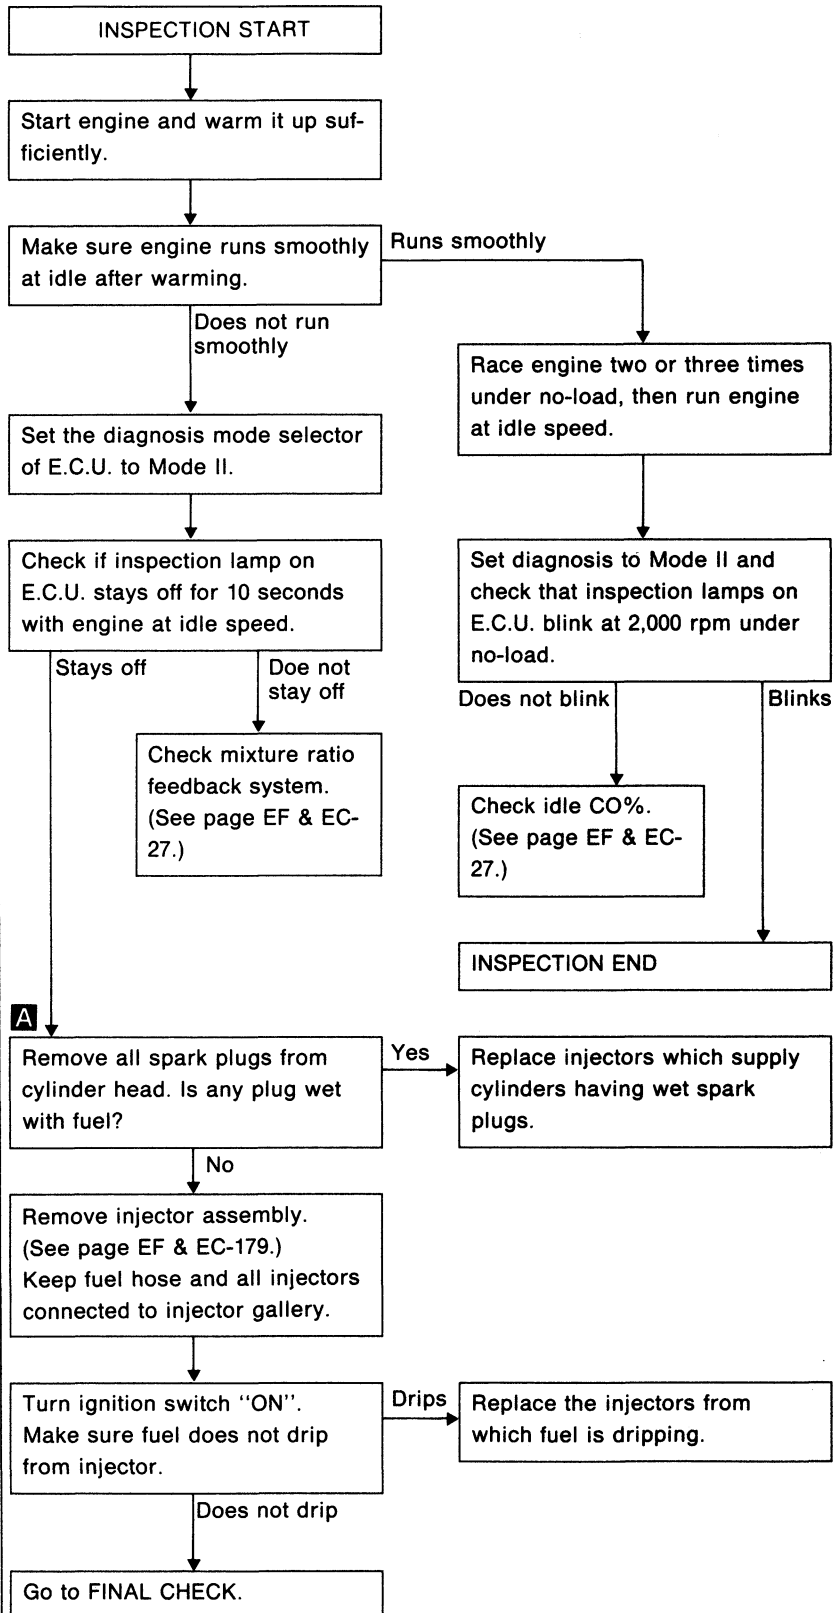 INSPECTION START
Start engine and warm it up suf-
ficiently.
Make sure engine runs smoothly
at idle after warming.
Runs smoothly
Does not run
smoothly
Race engine two or three times
under no-load, then run engine
at idle speed.
Set the diagnosis mode selector
of E.C.U. to Mode II.
Check if inspection lamp on
E.C.U. stays off for 10 seconds
with engine at idle speed.
Set diagnosis to Mode II and
check that inspection lamps on
E.C.U. blink at 2,000 rpm under
no-load.
Stays off
Doe not
stay off
Does not blink
Blinks
Check mixture ratio
feedback system.
(See page EF & EC-
27.)
Check idle CO%.
(See page EF & EC-
27.)
INSPECTION END
A
Remove all spark plugs from
cylinder head. Is any plug wet
with fuel?
Yes
Replace injectors which supply
cylinders having wet spark
plugs.
No
Remove injector assembly.
(See page EF & EC-179.)
Keep fuel hose and all injectors
connected to injector gallery.
Turn ignition switch "ON".
Make sure fuel does not drip
from injector.
Drips
Replace the injectors from
which fuel is dripping.
Does not drip
Go to FINAL CHECK.